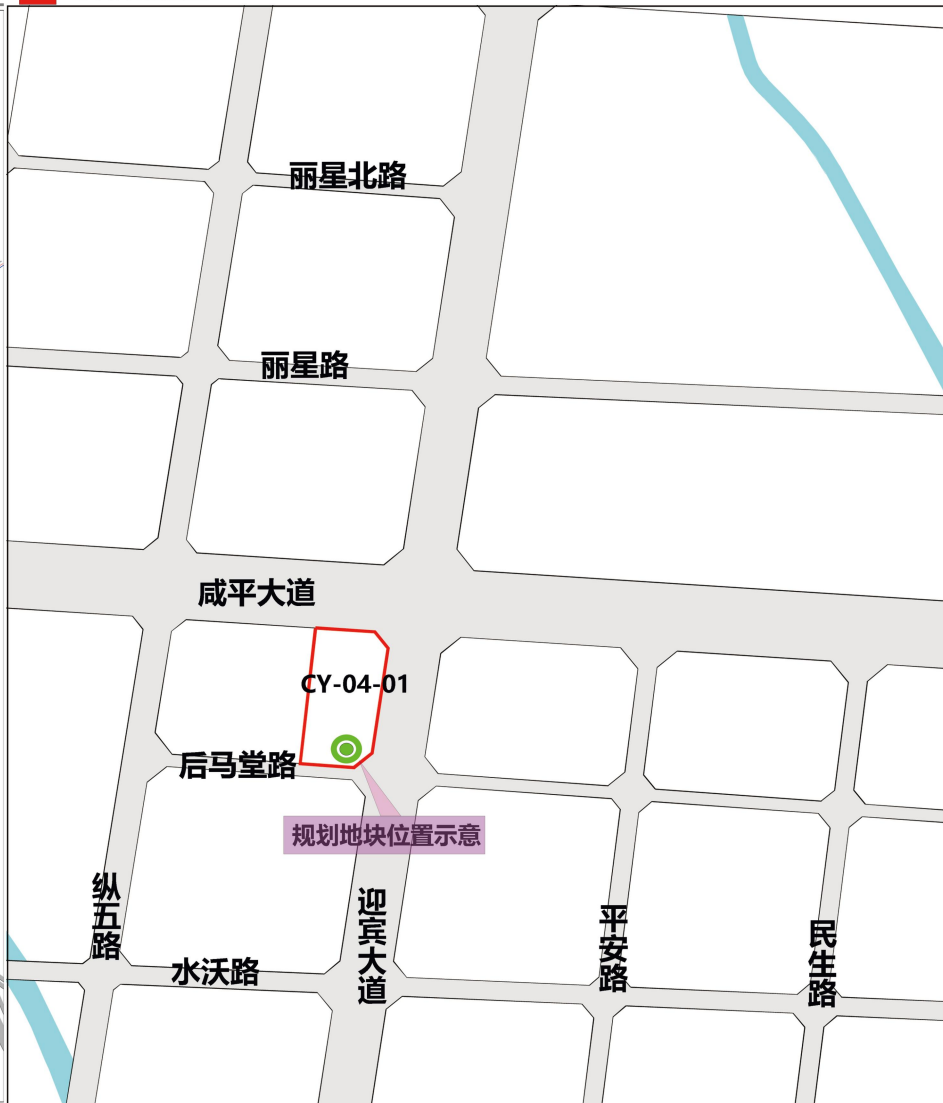 丽星北路
丽星路
咸平大道
CY-04-01
后马堂路
规划地块位置示意
纵五路
迎宾大道
平安路
民生路
水沃路